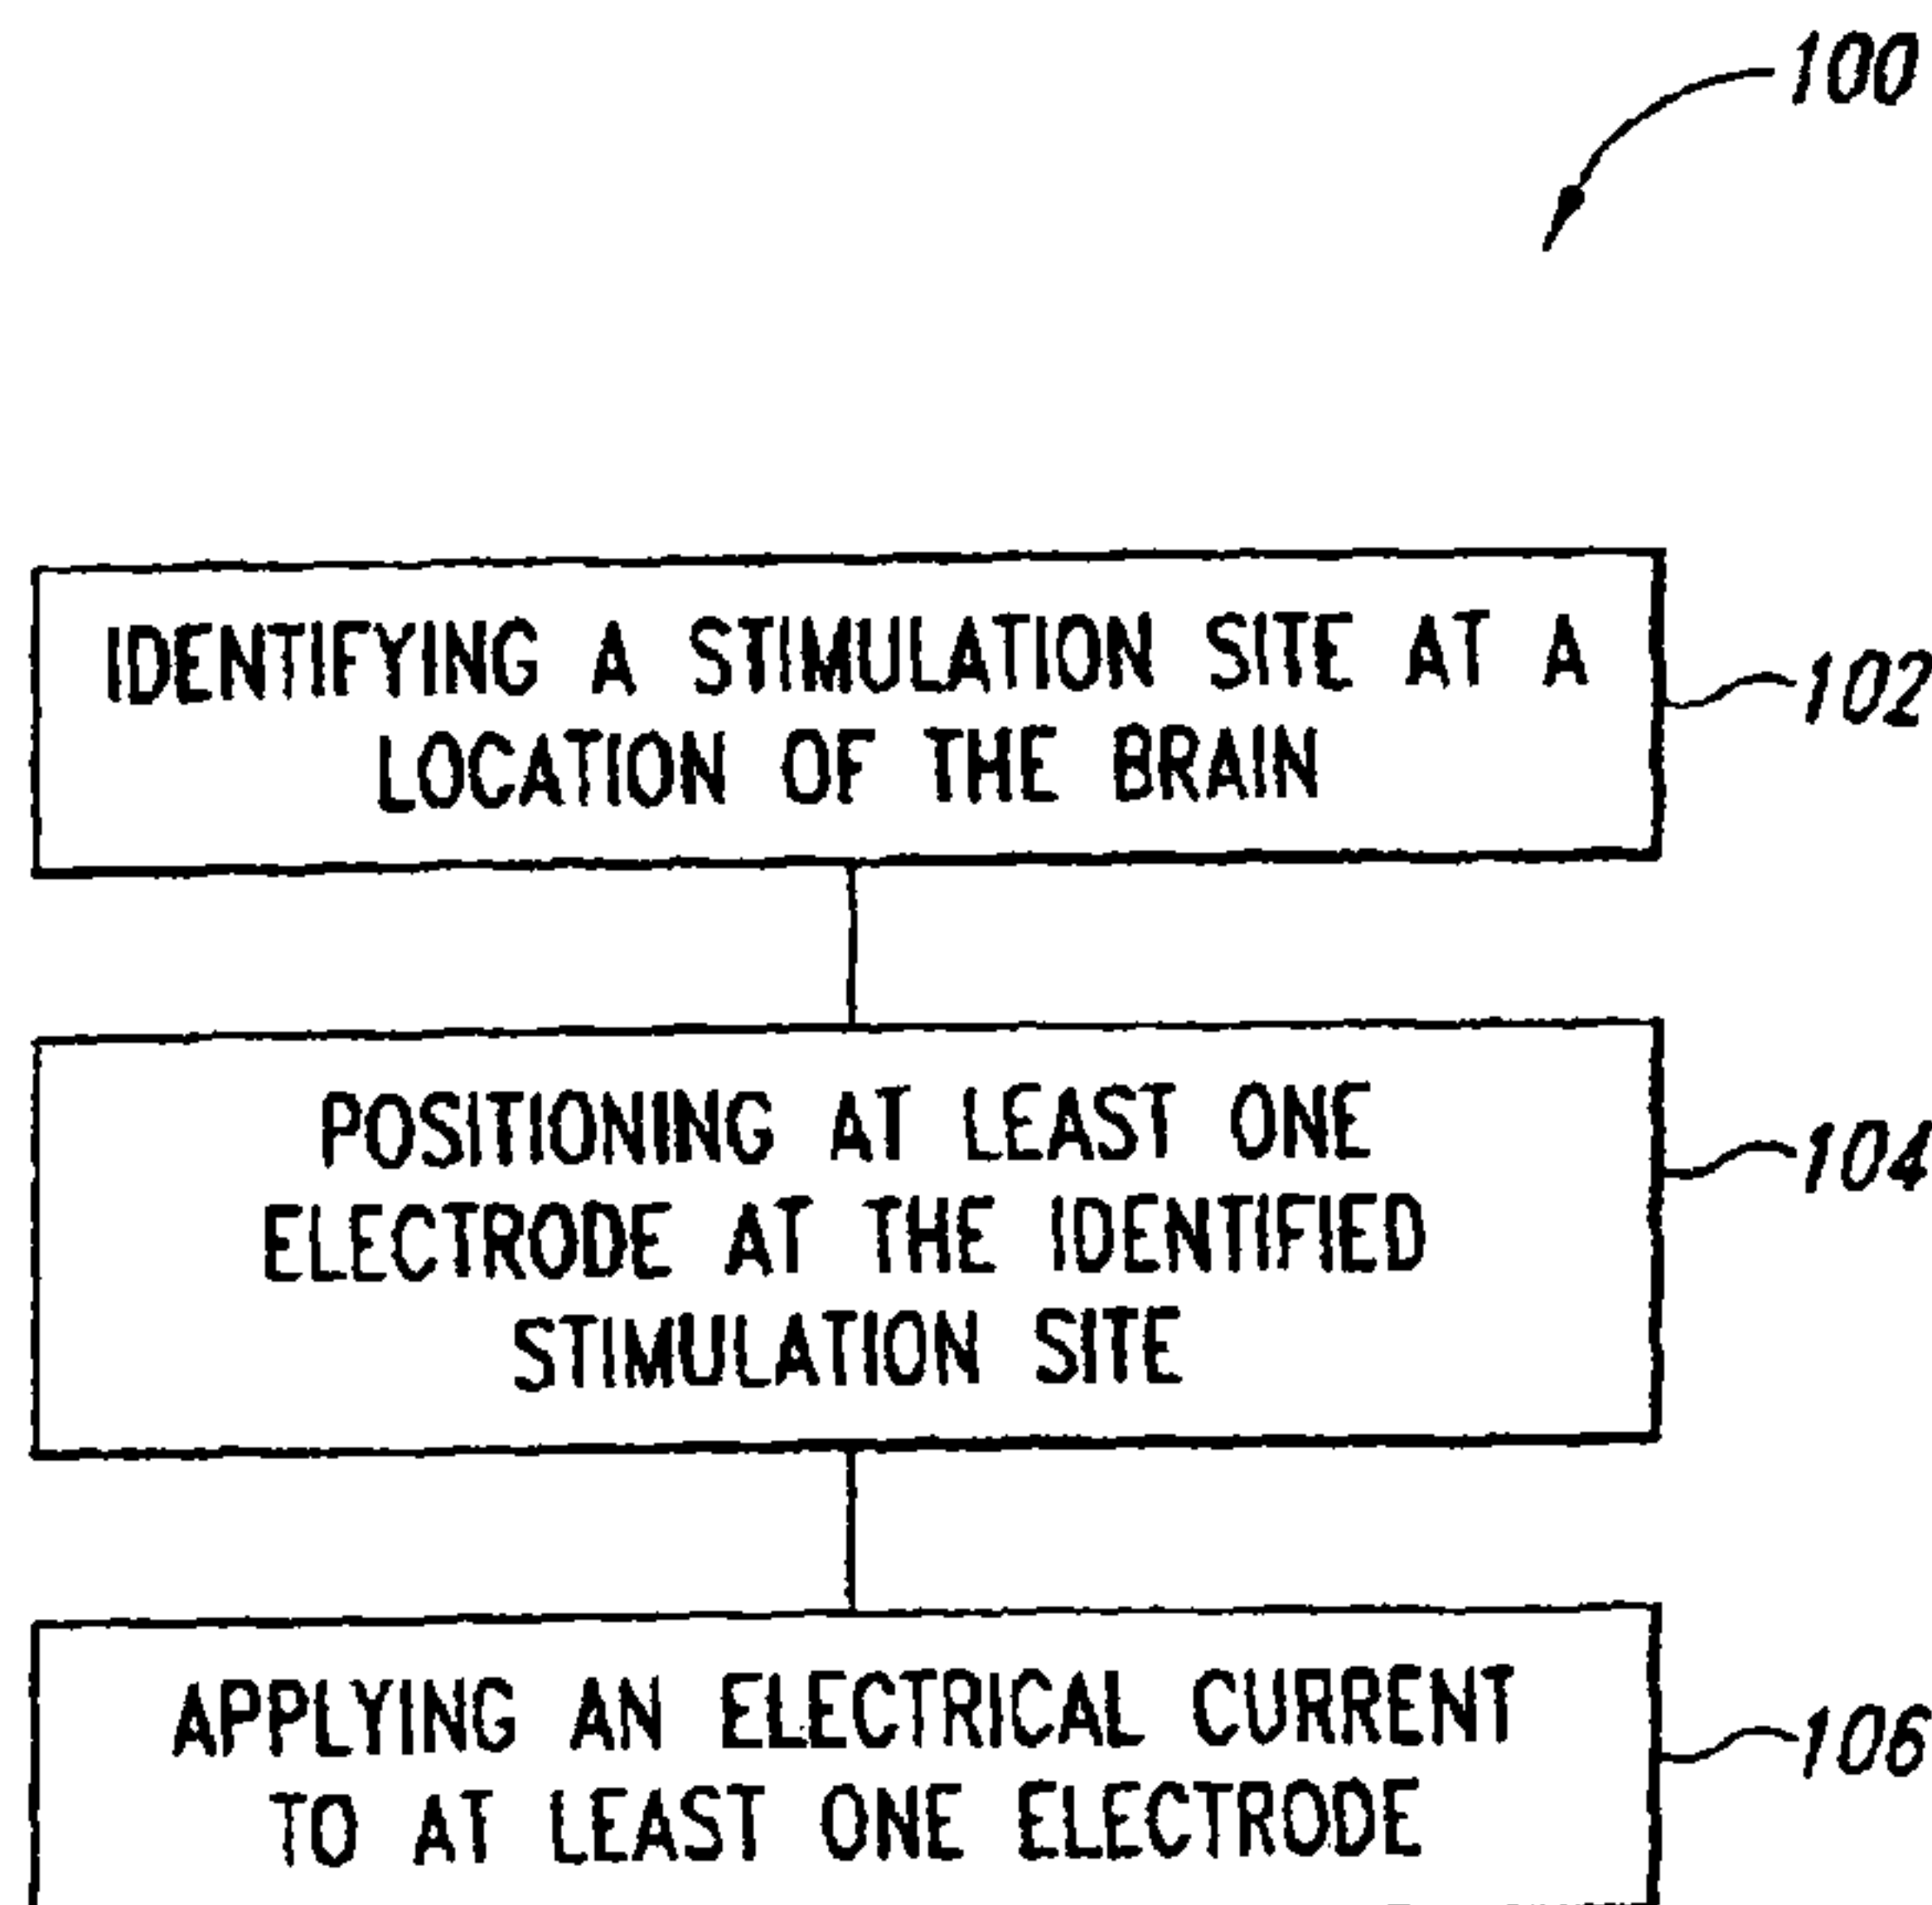 100
IDENTIFYING A STIMULATION SITE AT A
LOCATION OF THE BRAIN
102
POSITIONING AT LEAST ONE
ELECTRODE AT THE IDENTIFIED
STIMULATION SITE
104
APPLYING AN ELECTRICAL CURRENT
TO AT LEAST ONE ELECTRODE
106